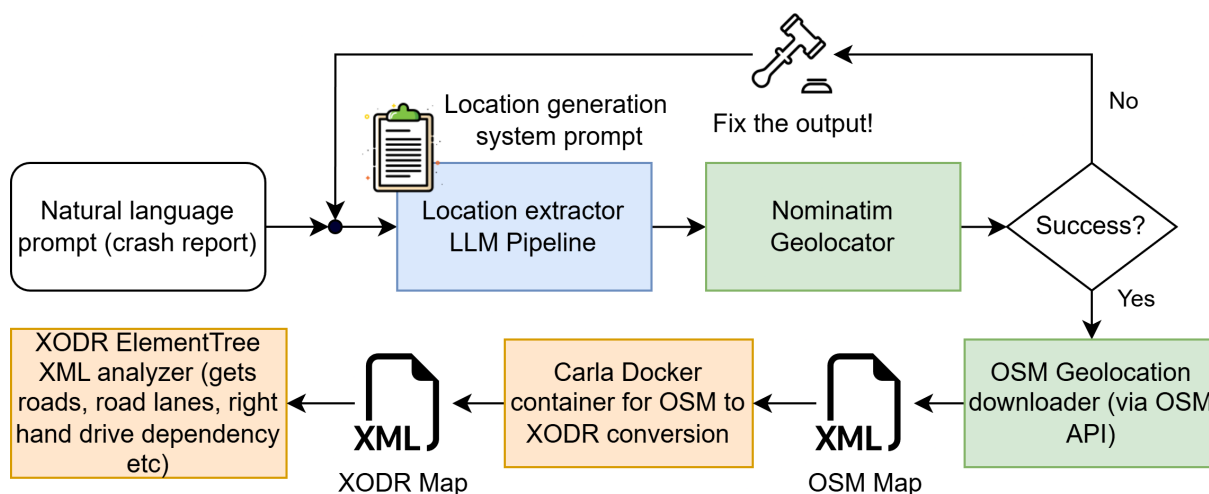 Location generation
system prompt
Fix the output!
No
Natural language
prompt (crash report)
Location extractor
LLM Pipeline
Nominatim
Geolocator
Success?
Yes
XODR ElementTree
XML analyzer (gets
roads, road lanes, right
hand drive dependency
etc)
XML
XODR Map
Carla Docker
container for OSM to
XODR conversion
XML
OSM Map
OSM Geolocation
downloader (via OSM
API)